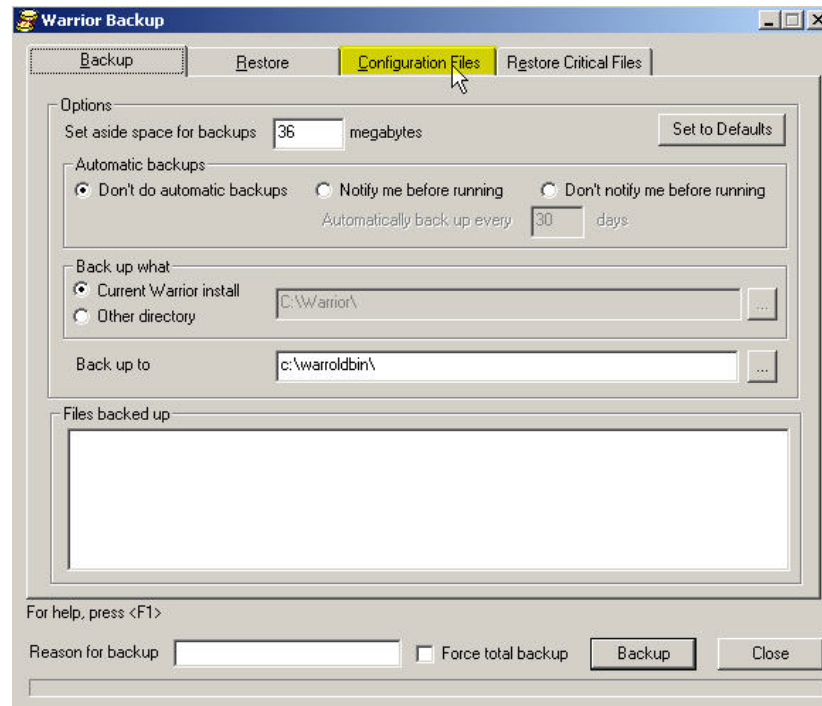 Warrior Backup
Backup Restore Configuration Files Restore Critical Files
Options
Set aside space for backups 36 megabytes Set to Defaults
Automatic backups
Don't do automatic backups Notify me before running Don't notify me before running
Automatically back up every 30 days
Back up what
Current Warrior install
C:\Warrior\ ...
Other directory
Back up to c:\warroldbin\ ...
Files backed up
For help, press <F1>
Reason for backup Force total backup Backup Close